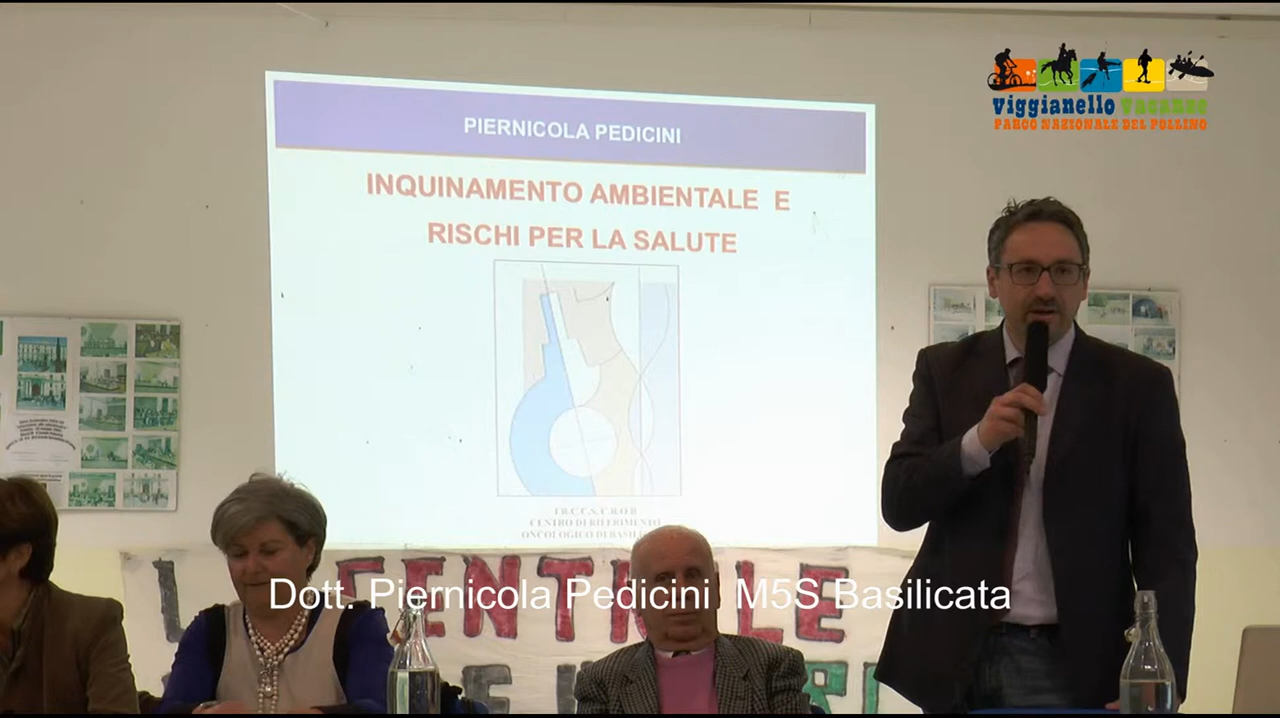 Viggianello Vacanze
PARCO NAZIONALE DEL POLLINO
PIERNICOLA PEDICINI
INQUINAMENTO AMBIENTALE E
RISCHI PER LA SALUTE
I.R.C.C.S. C.R.O.B
CENTRO DI RIFERIMENTO
ONCOLOGICO DI
CENTRALE
Dott. Piernicola Pedicini M5S Basilicata